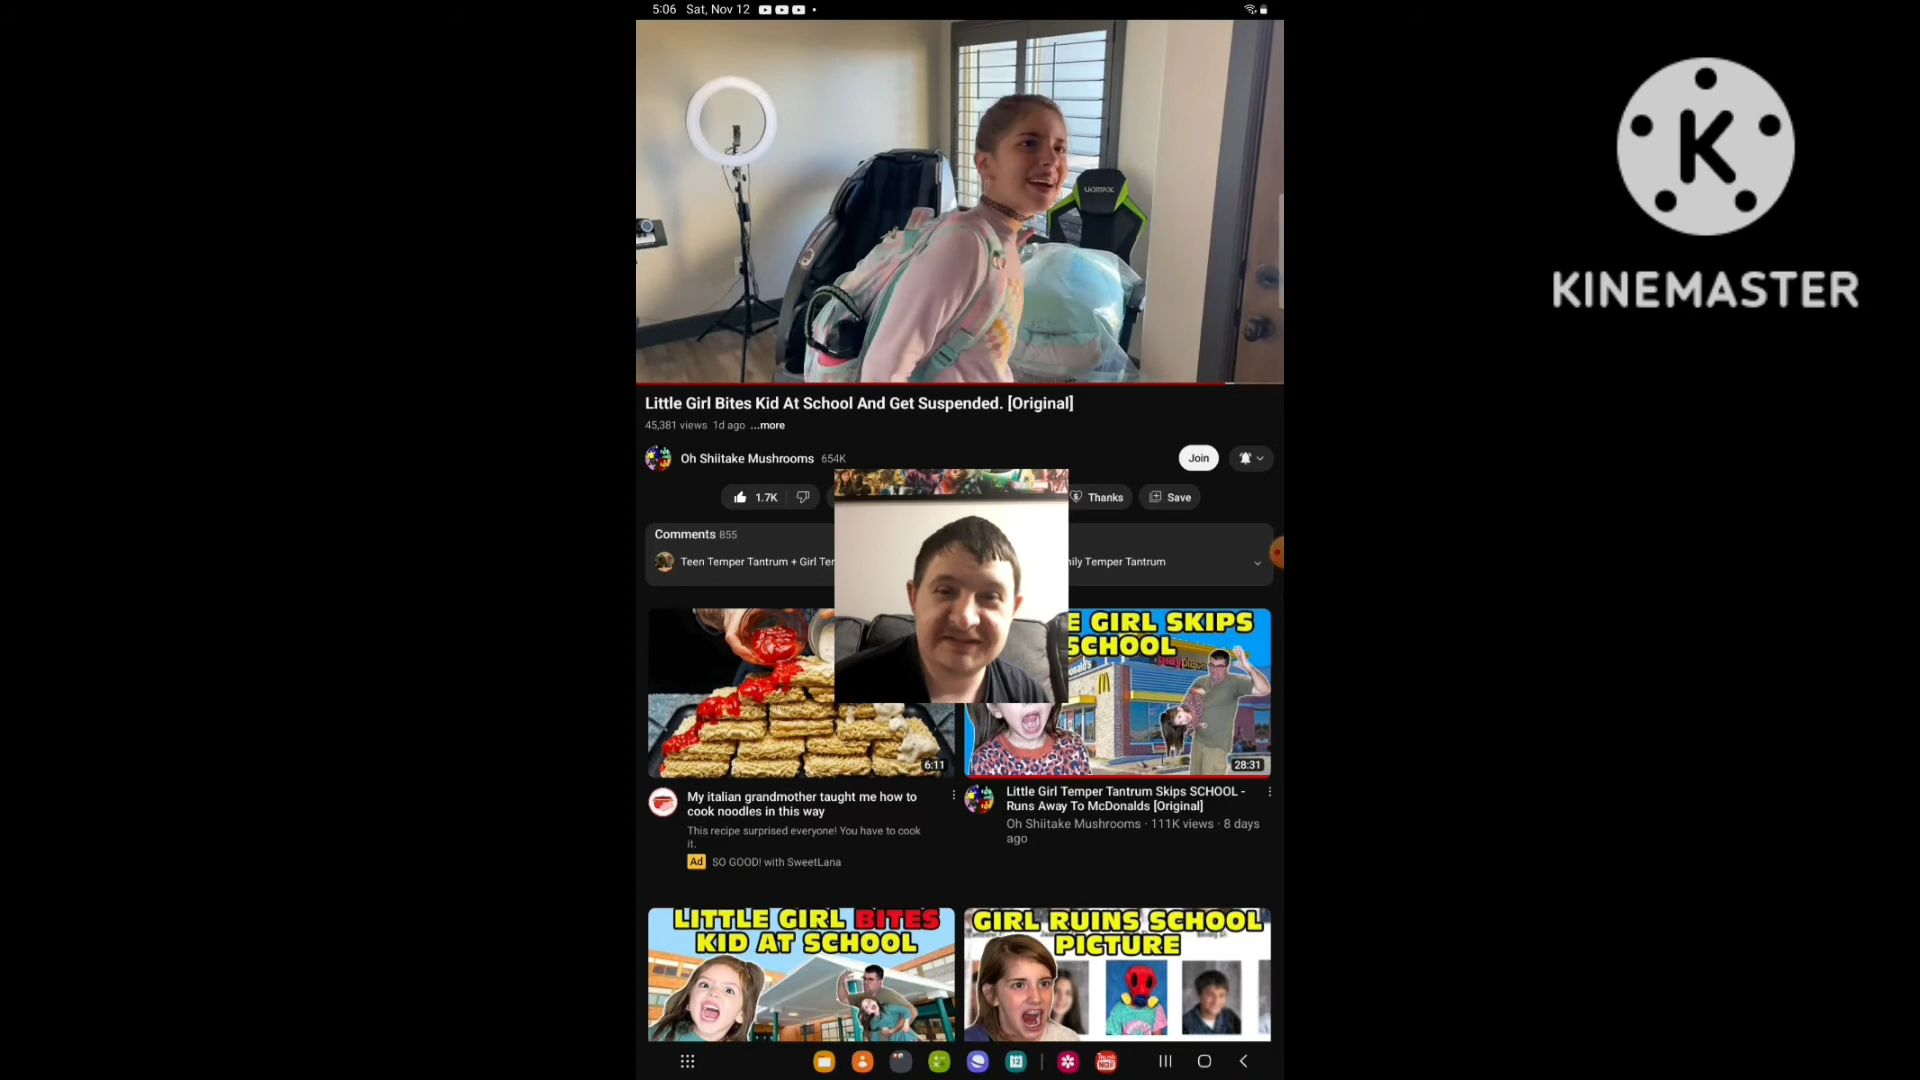 5:06 Sat, Nov 12
KINEMASTER
K
UOMAX
Little Girl Bites Kid At School And Get Suspended. [Original]
45,381 views 1d ago ...more
Oh Shiitake Mushrooms 654K
Join
1.7K
Thanks
Save
Comments 855
Teen Temper Tantrum + Girl Ter
ily Temper Tantrum
E GIRL SKIPS
SCHOOL
playplace
6:11
28:31
My italian grandmother taught me how to
cook noodles in this way
This recipe surprised everyone! You have to cook
it.
Ad SO GOOD! with SweetLana
Little Girl Temper Tantrum Skips SCHOOL -
Runs Away To McDonalds [Original]
Oh Shiitake Mushrooms · 111K views · 8 days
ago
LITTLE GIRL BITES
KID AT SCHOOL
GIRL RUINS SCHOOL
PICTURE
12